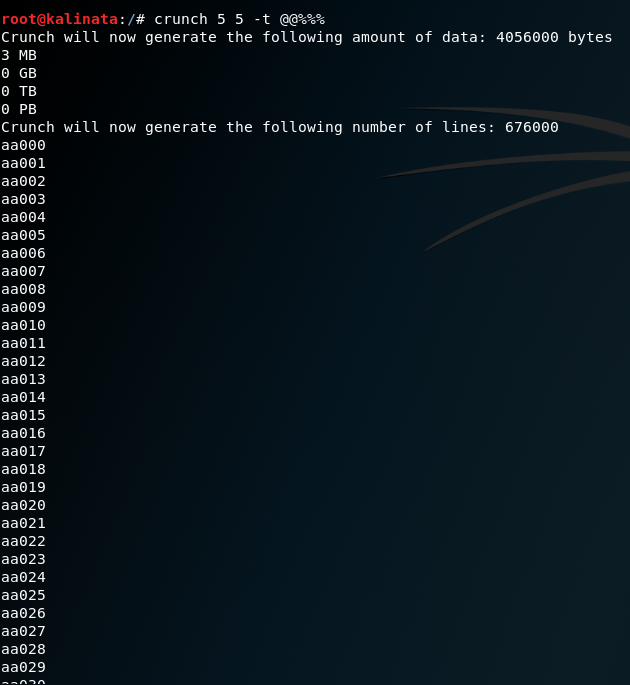 root@kalinata:/# crunch 5 5 -t @@%%%
Crunch will now generate the following amount of data: 4056000 bytes
3 MB
0 GB
0 TB
0 PB
Crunch will now generate the following number of lines: 676000
aa000
aa001
aa002
aa003
aa004
aa005
aa006
aa007
aa008
aa009
aa010
aa011
aa012
aa013
aa014
aa015
aa016
aa017
aa018
aa019
aa020
aa021
aa022
aa023
aa024
aa025
aa026
aa027
aa028
aa029
aa030